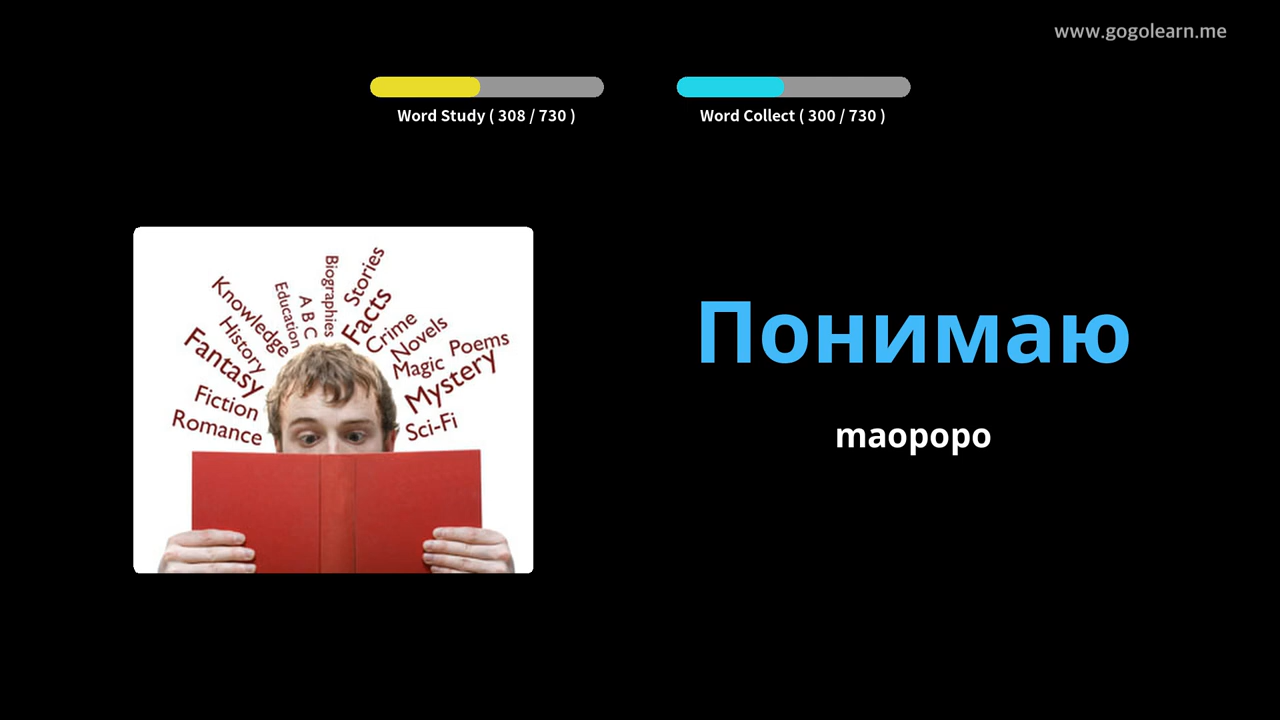 www.gogolearn.me
Word Study ( 308 / 730 )
Word Collect ( 300 / 730 )
Biographies
Stories
Knowledge
Education
A B C
Facts
Crime
History
Novels
Fantasy
Magic
Poems
Mystery
Fiction
Romance
Sci-Fi
Понимаю
maopopo